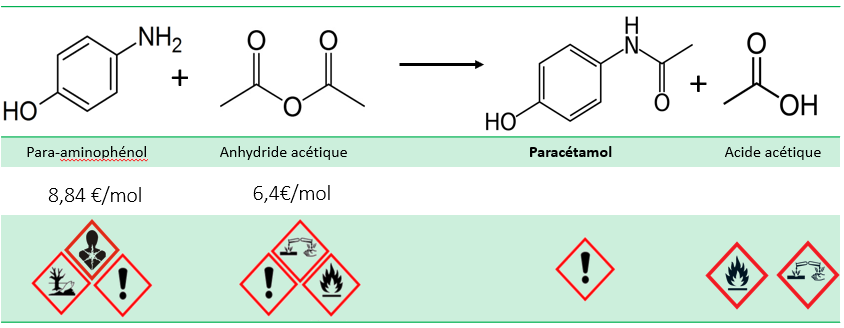 NH2
O
O
H
N
O
+
O
+
HO
O
HO
O
OH
Para-aminophénol
Anhydride acétique
Paracétamol
Acide acétique
8,84 €/mol
6,4€/mol